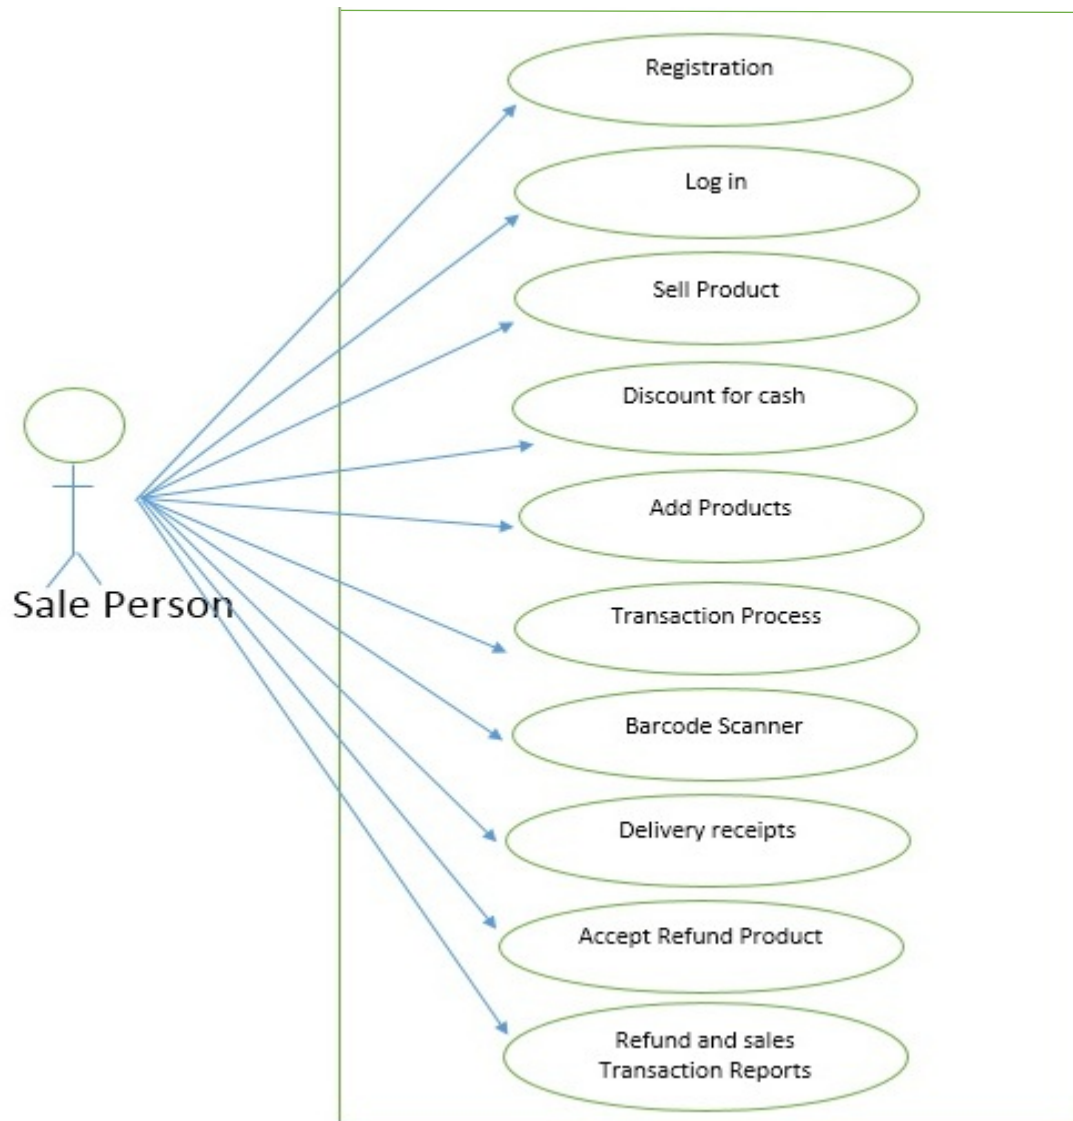 Registration
Log in
Sell Product
Discount for cash
Add Products
Sale Person
Transaction Process
Barcode Scanner
Delivery receipts
Accept Refund Product
Refund and sales
Transaction Reports